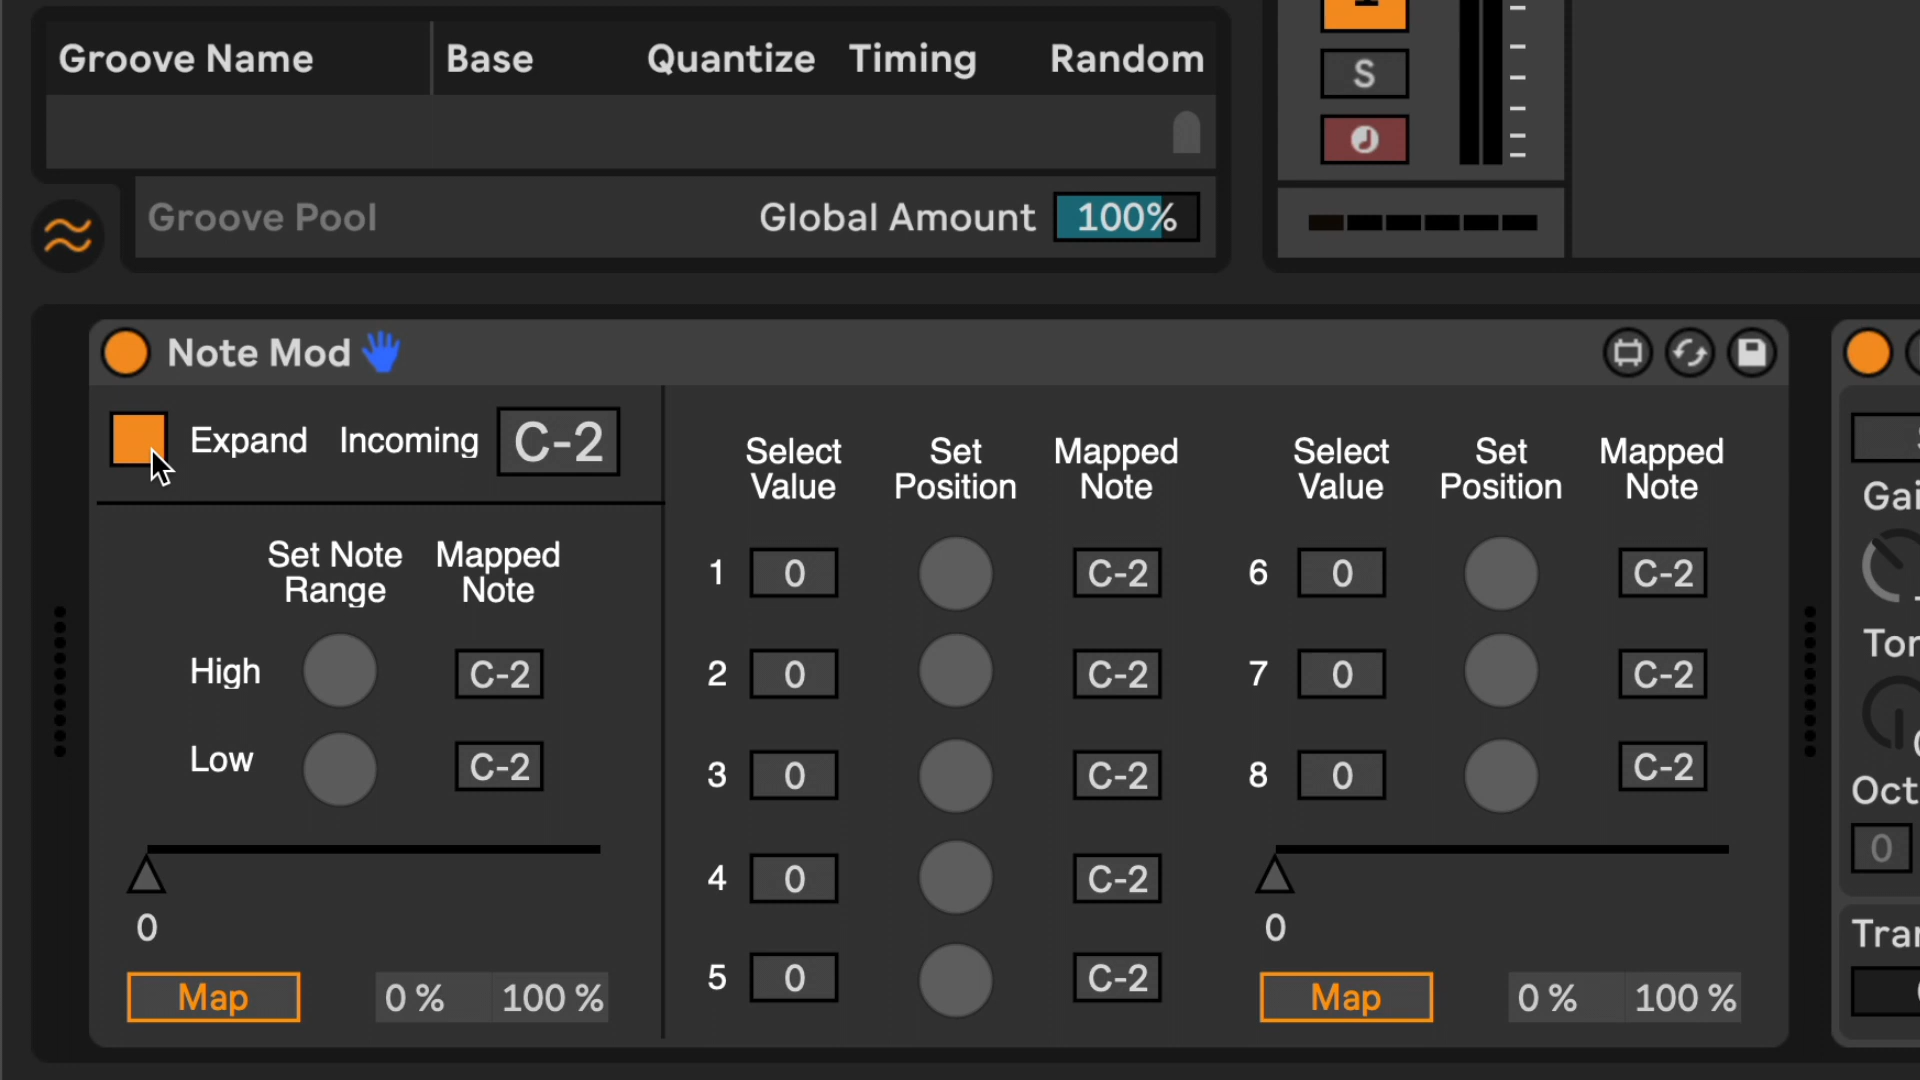 Groove Name Base Quantize Timing Random
S
Groove Pool Global Amount 100%
Note Mod
Expand Incoming C-2
Select Value Set Position Mapped Note Select Value Set Position Mapped Note
Set Note Range Mapped Note
High C-2
Low C-2
0
Map 0 % 100 %
1 0 C-2
2 0 C-2
3 0 C-2
4 0 C-2
5 0 C-2
6 0 C-2
7 0 C-2
8 0 C-2
0
Map 0 % 100 %
Gai
Tor
Oct
0
Trar